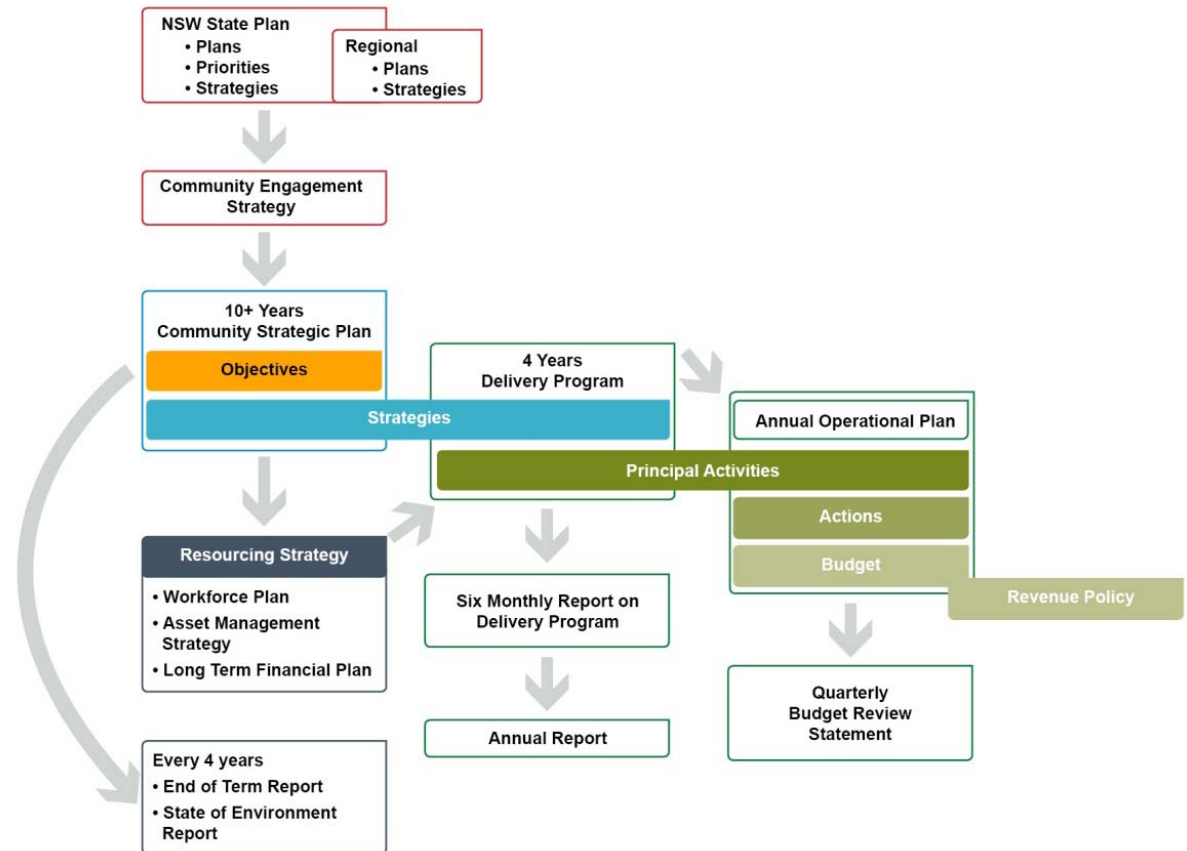 NSW State Plan
• Plans
• Priorities
• Strategies
Regional
• Plans
• Strategies
Community Engagement
Strategy
10+ Years
Community Strategic Plan
Objectives
4 Years
Delivery Program
Strategies
Annual Operational Plan
Principal Activities
Actions
Budget
Revenue Policy
Resourcing Strategy
• Workforce Plan
• Asset Management
Strategy
• Long Term Financial Plan
Six Monthly Report on
Delivery Program
Annual Report
Quarterly
Budget Review
Statement
Every 4 years
• End of Term Report
• State of Environment
Report